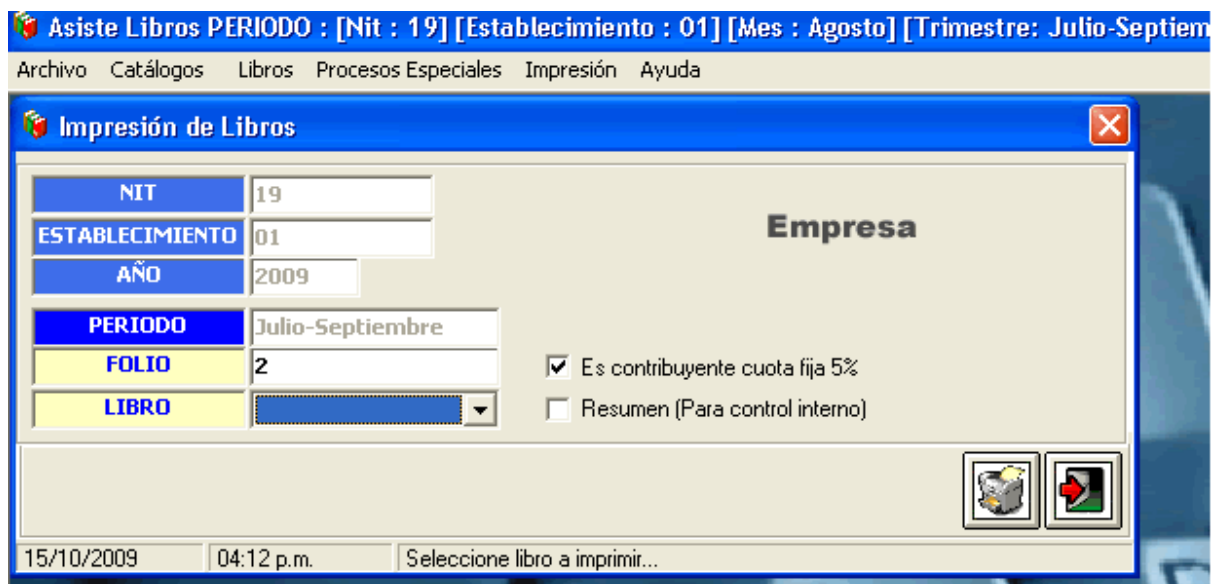 Asiste Libros PERIODO : [Nit : 19] [Establecimiento : 01] [Mes : Agosto] [Trimestre: Julio-Septiem
Archivo Catálogos Libros Procesos Especiales Impresión Ayuda
Impresión de Libros
NIT 19
ESTABLECIMIENTO 01
Empresa
AÑO 2009
PERIODO Julio-Septiembre
FOLIO 2 Es contribuyente cuota fija 5%
LIBRO Resumen (Para control interno)
15/10/2009 04:12 p.m. Seleccione libro a imprimir...